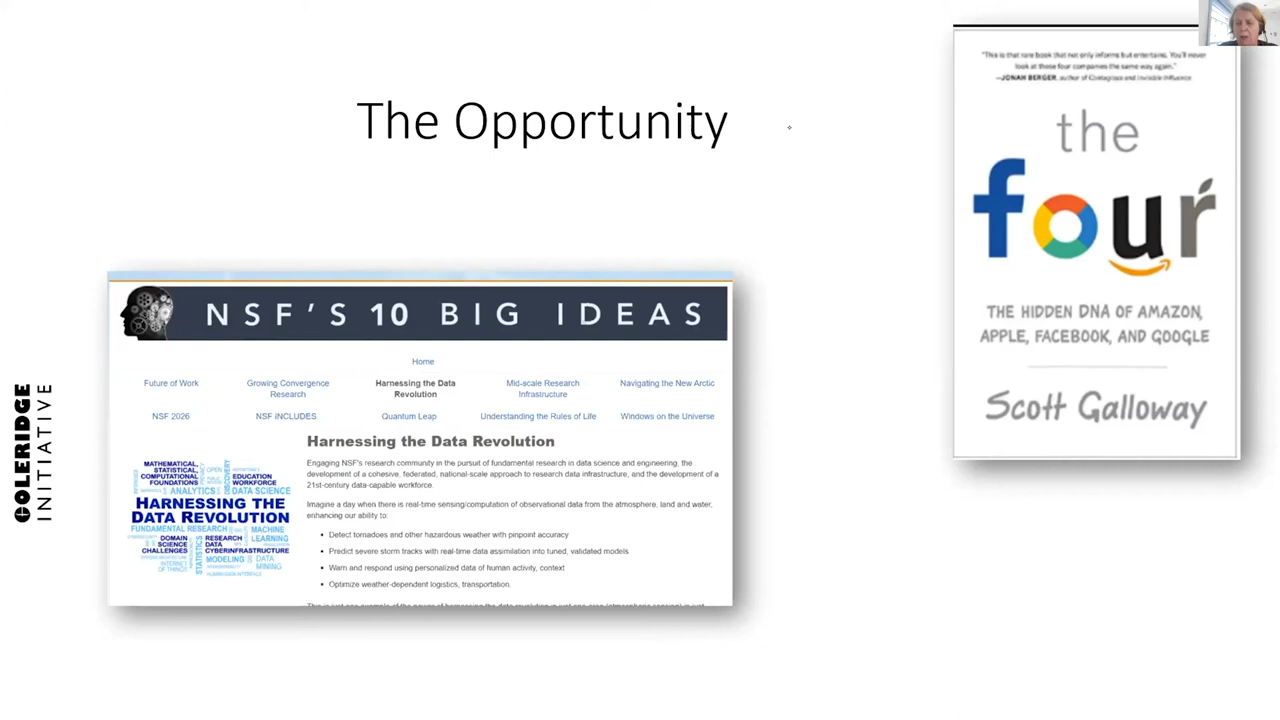 The Opportunity
"This is that rare book that not only informs but entertains. You'll never
look at those four companies the same way again."
—JONAH BERGER, author of Contagious and Invisible Influence
the
four
THE HIDDEN DNA OF AMAZON,
APPLE, FACEBOOK, AND GOOGLE
Scott Galloway
COLERIDGE
INITIATIVE
NSF'S 10 BIG IDEAS
Home
Future of Work
Growing Convergence
Research
Harnessing the Data
Revolution
Mid-scale Research
Infrastructure
Navigating the New Arctic
NSF 2026
NSF INCLUDES
Quantum Leap
Understanding the Rules of Life
Windows on the Universe
Harnessing the Data Revolution
Engaging NSF's research community in the pursuit of fundamental research in data science and engineering, the
development of a cohesive, federated, national-scale approach to research data infrastructure, and the development of a
21st-century data-capable workforce.
Imagine a day when there is real-time sensing/computation of observational data from the atmosphere, land and water,
enhancing our ability to:
• Detect tornadoes and other hazardous weather with pinpoint accuracy
• Predict severe storm tracks with real-time data assimilation into tuned, validated models
• Warn and respond using personalized data of human activity, context
• Optimize weather-dependent logistics, transportation.
MATHEMATICAL,
STATISTICAL,
COMPUTATIONAL
FOUNDATIONS
OPEN
DISCOVERY
EDUCATION
WORKFORCE
ANALYTICS
DATA SCIENCE
HARNESSING THE
DATA REVOLUTION
FUNDAMENTAL RESEARCH
MACHINE
LEARNING
DOMAIN
SCIENCE
CHALLENGES
STATISTICS
RESEARCH
DATA
CYBERINFRASTRUCTURE
MODELING
DATA
MINING
INTERNET
OF THINGS
HUMAN-DATA INTERFACE